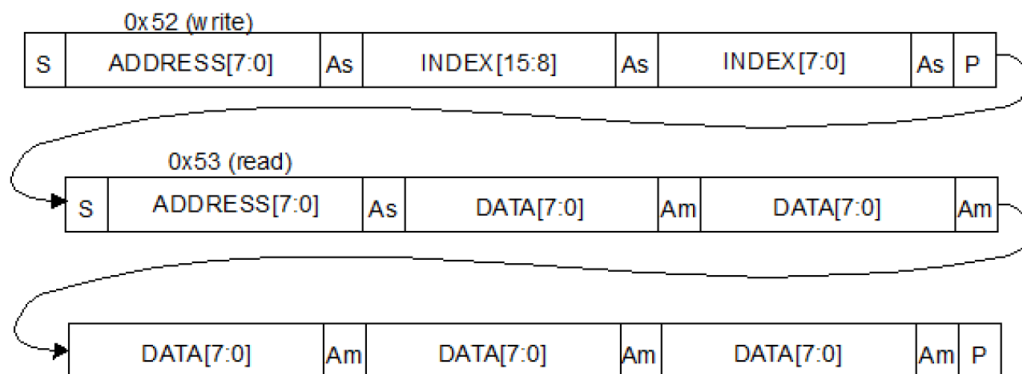 0x52 (write)
S ADDRESS[7:0] As INDEX[15:8] As INDEX[7:0] As P
0x53 (read)
S ADDRESS[7:0] As DATA[7:0] Am DATA[7:0] Am
DATA[7:0] Am DATA[7:0] Am DATA[7:0] Am P